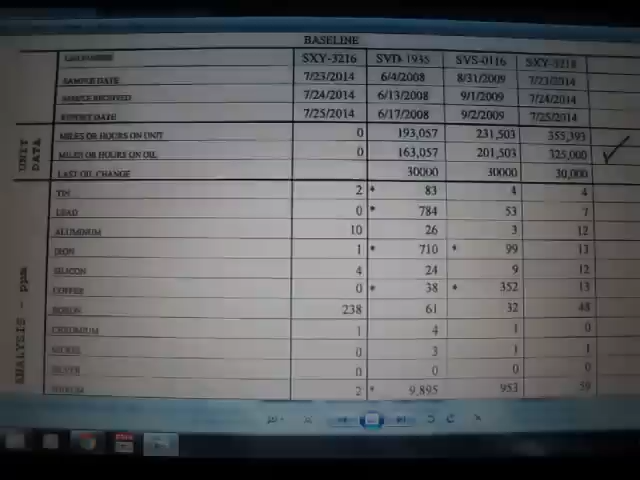 BASELINE
LAB NUMBER SXY-3216 SVD-1935 SVS-0116 SXY-3218
SAMPLE DATE 7/23/2014 6/4/2008 8/31/2009 7/23/2014
SAMPLE RECEIVED 7/24/2014 6/13/2008 9/1/2009 7/24/2014
REPORT DATE 7/25/2014 6/17/2008 9/2/2009 7/25/2014
UNIT DATA
MILES OR HOURS ON UNIT 0 193,057 231,503 355,393
MILES OR HOURS ON OIL 0 163,057 201,503 325,000
LAST OIL CHANGE 30000 30000 30,000
ANALYSIS - ppm
TIN 2 * 83 4 4
LEAD 0 * 784 53 7
ALUMINUM 10 26 3 12
IRON 1 * 710 * 99 13
SILICON 4 24 9 12
COPPER 0 * 38 * 352 13
BORON 238 61 32 48
CHROMIUM 1 4 1 0
NICKEL 0 3 1 1
SILVER 0 0 0 0
2 * 9,895 953 59